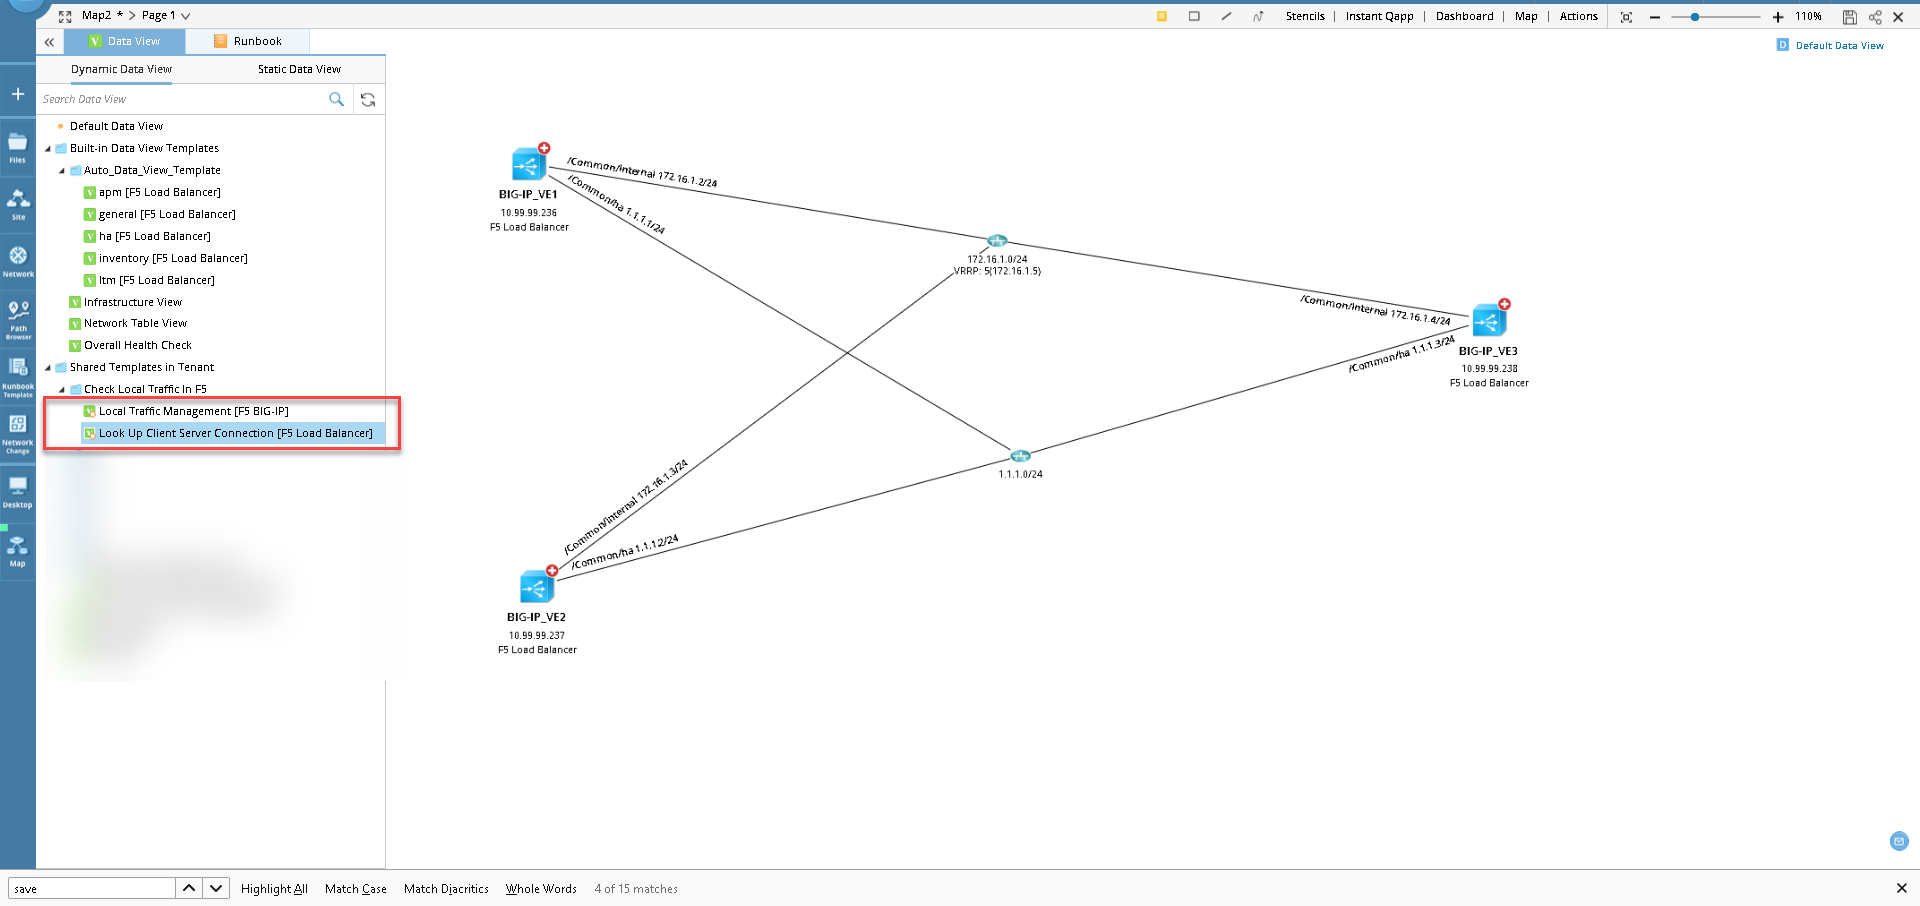 Map2 * > Page 1
Stencils | Instant Qapp | Dashboard | Map | Actions
110%
Data View
Runbook
D Default Data View
Dynamic Data View
Static Data View
Search Data View
Default Data View
Built-in Data View Templates
Auto_Data_View_Template
apm [F5 Load Balancer]
general [F5 Load Balancer]
ha [F5 Load Balancer]
inventory [F5 Load Balancer]
ltm [F5 Load Balancer]
Infrastructure View
Network Table View
Overall Health Check
Shared Templates in Tenant
Check Local Traffic In F5
Local Traffic Management [F5 BIG-IP]
Look Up Client Server Connection [F5 Load Balancer]
Files
Site
Network
Path
Browser
Runbook
Template
Network
Change
Desktop
Map
/Common/internal 172.16.1.2/24
/Common/ha 1.1.1.1/24
BIG-IP_VE1
10.99.99.236
F5 Load Balancer
172.16.1.0/24
VRRP: 5(172.16.1.5)
/Common/internal 172.16.1.4/24
/Common/ha 1.1.1.3/24
BIG-IP_VE3
10.99.99.238
F5 Load Balancer
1.1.1.0/24
/Common/internal 172.16.1.3/24
/Common/ha 1.1.1.2/24
BIG-IP_VE2
10.99.99.237
F5 Load Balancer
save
Highlight All
Match Case
Match Diacritics
Whole Words
4 of 15 matches